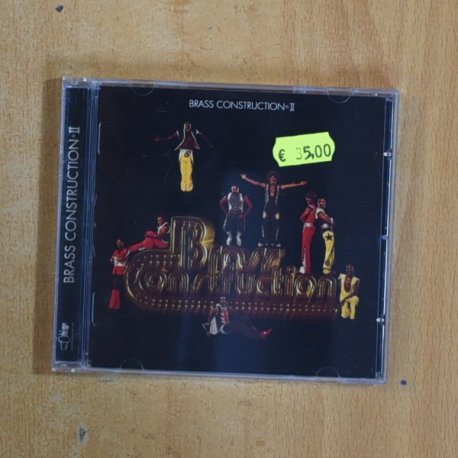 BRASS CONSTRUCTION•II
BRASS CONSTRUCTION•II
€ 35,00
Brass
Construction